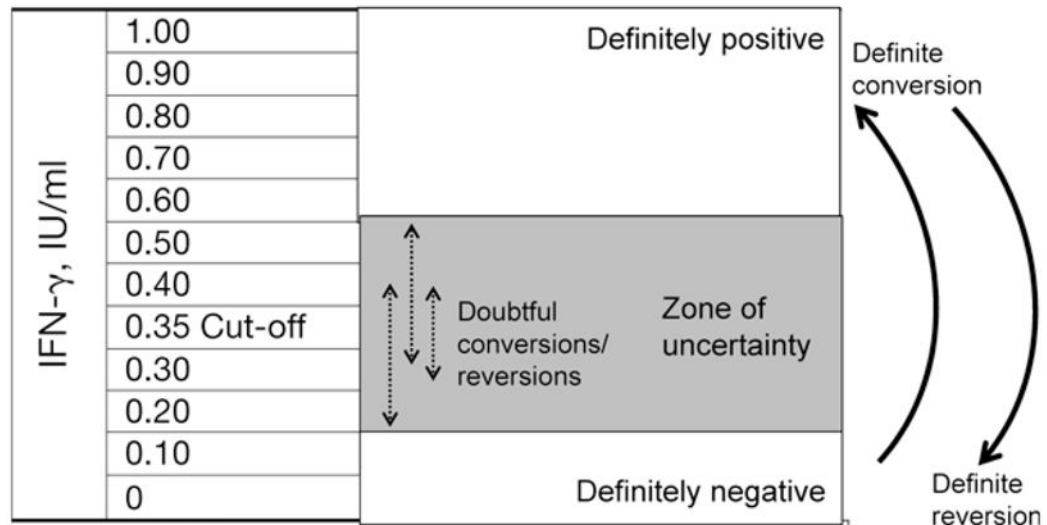 IFN-γ, IU/ml
1.00
0.90
0.80
0.70
0.60
0.50
0.40
0.35 Cut-off
0.30
0.20
0.10
0
Definitely positive
Doubtful
conversions/
reversions
Zone of
uncertainty
Definitely negative
Definite
conversion
Definite
reversion